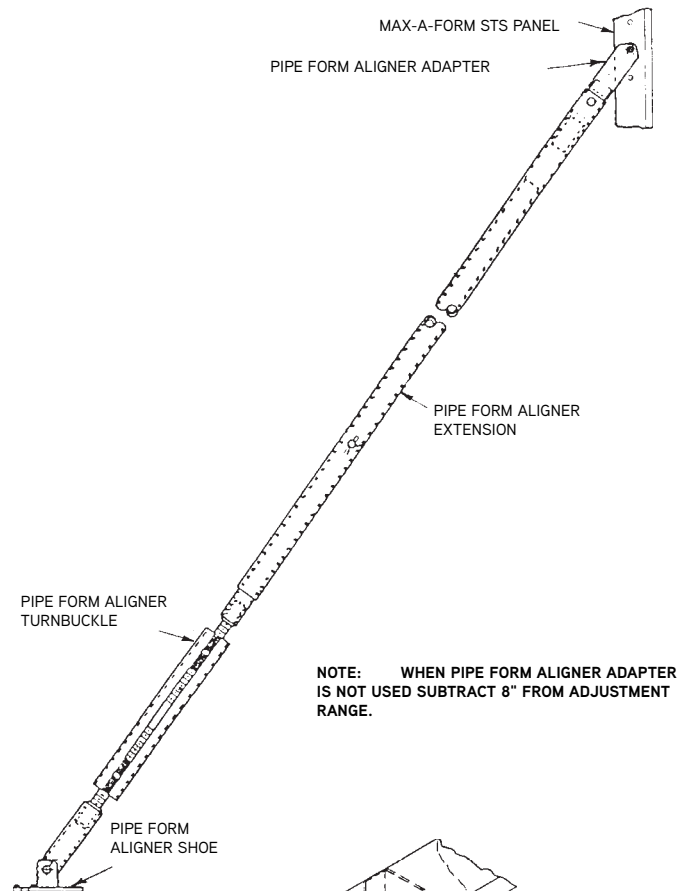 MAX-A-FORM STS PANEL
PIPE FORM ALIGNER ADAPTER
PIPE FORM ALIGNER
EXTENSION
PIPE FORM ALIGNER
TURNBUCKLE
NOTE: WHEN PIPE FORM ALIGNER ADAPTER
IS NOT USED SUBTRACT 8" FROM ADJUSTMENT
RANGE.
PIPE FORM
ALIGNER SHOE